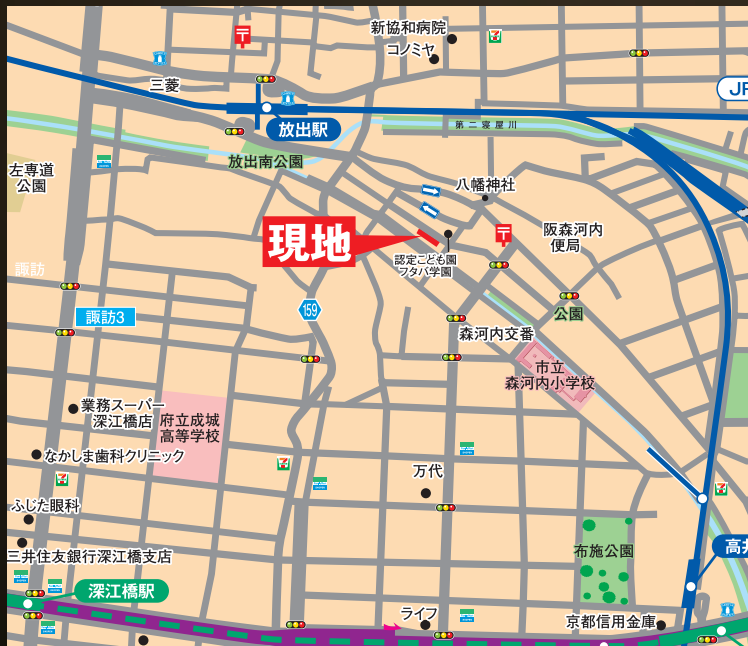 新協和病院
コノミヤ
三菱
JR
放出駅
第二寝屋川
放出南公園
左専道
公園
八幡神社
現地
阪森河内
便局
認定こども園
フタバ学園
諏訪
諏訪3
159
公園
森河内交番
市立
森河内小学校
業務スーパー
深江橋店
府立成城
高等学校
なかしま歯科クリニック
万代
ふじた眼科
布施公園
高井
三井住友銀行深江橋支店
深江橋駅
ライフ
京都信用金庫